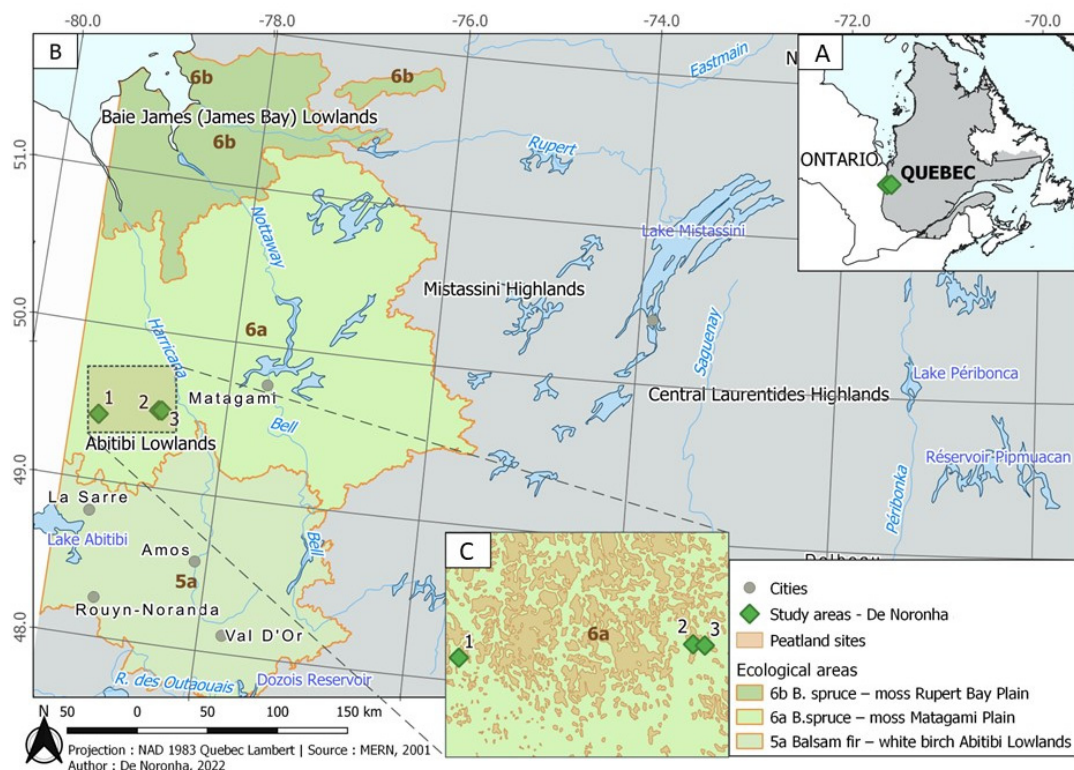 -80.0
-78.0
-76.0
-74.0
-72.0
-70.0
B
A
6b
6b
Eastmain
N
Baie James (James Bay) Lowlands
6b
ONTARIO
QUEBEC
51.0
Rupert
Nottaway
Lake Mistassini
Mistassini Highlands
50.0
6a
Harricana
Saguenay
Lake Péribonca
Matagami
Central Laurentides Highlands
1
2
3
Bell
Abitibi Lowlands
Réservoir Pipmuacan
49.0
La Sarre
Péribonka
Lake Abitibi
Amos
Bell
5a
C
Rouyn-Noranda
48.0
Val D'Or
R. des Outaouais
Dozois Reservoir
6a
1
2
3
Cities
Study areas - De Noronha
Peatland sites
Ecological areas
6b B. spruce – moss Rupert Bay Plain
6a B.spruce – moss Matagami Plain
5a Balsam fir – white birch Abitibi Lowlands
N
50 0 50 100 150 km
Projection : NAD 1983 Quebec Lambert | Source : MERN, 2001
Author : De Noronha, 2022